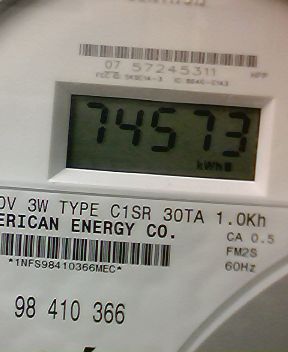 07 57245311
74573
kWh
0V 3W TYPE C1SR 30TA 1.0Kh
ERICAN ENERGY CO.
CA 0.5
FM2S
60Hz
*1NFS98410366MEC*
98 410 366